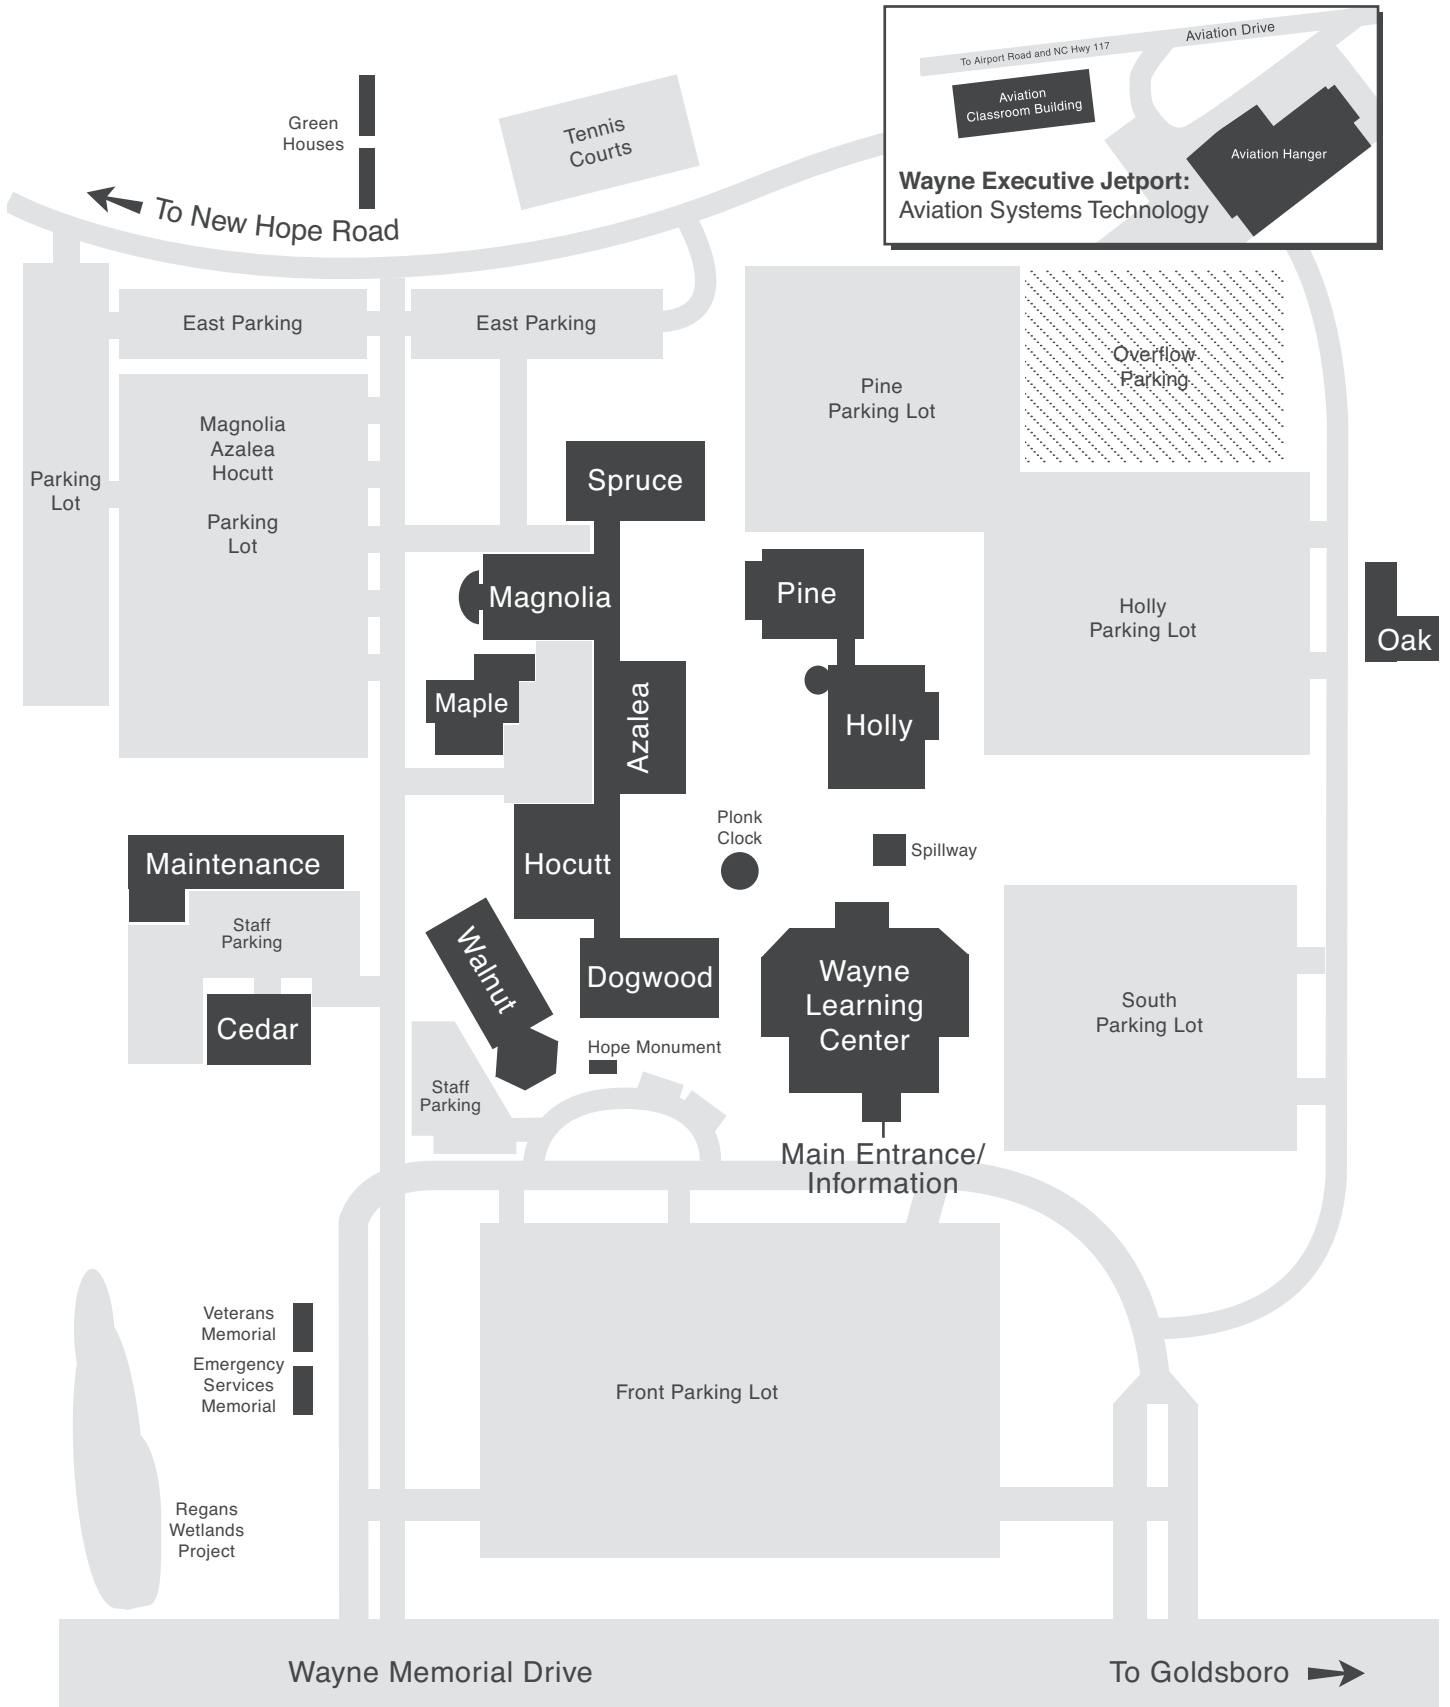 To Airport Road and NC Hwy 117
Aviation Drive
Aviation
Classroom Building
Aviation Hanger
Wayne Executive Jetport:
Aviation Systems Technology
Green
Houses
Tennis
Courts
To New Hope Road
East Parking
East Parking
Pine
Parking Lot
Overflow
Parking
Magnolia
Azalea
Hocutt
Parking
Lot
Parking
Lot
Spruce
Magnolia
Pine
Holly
Parking Lot
Oak
Maple
Azalea
Holly
Plonk
Clock
Spillway
Maintenance
Hocutt
Staff
Parking
Walnut
Dogwood
Wayne
Learning
Center
South
Parking Lot
Cedar
Hope Monument
Staff
Parking
Main Entrance/
Information
Veterans
Memorial
Emergency
Services
Memorial
Front Parking Lot
Regans
Wetlands
Project
Wayne Memorial Drive
To Goldsboro